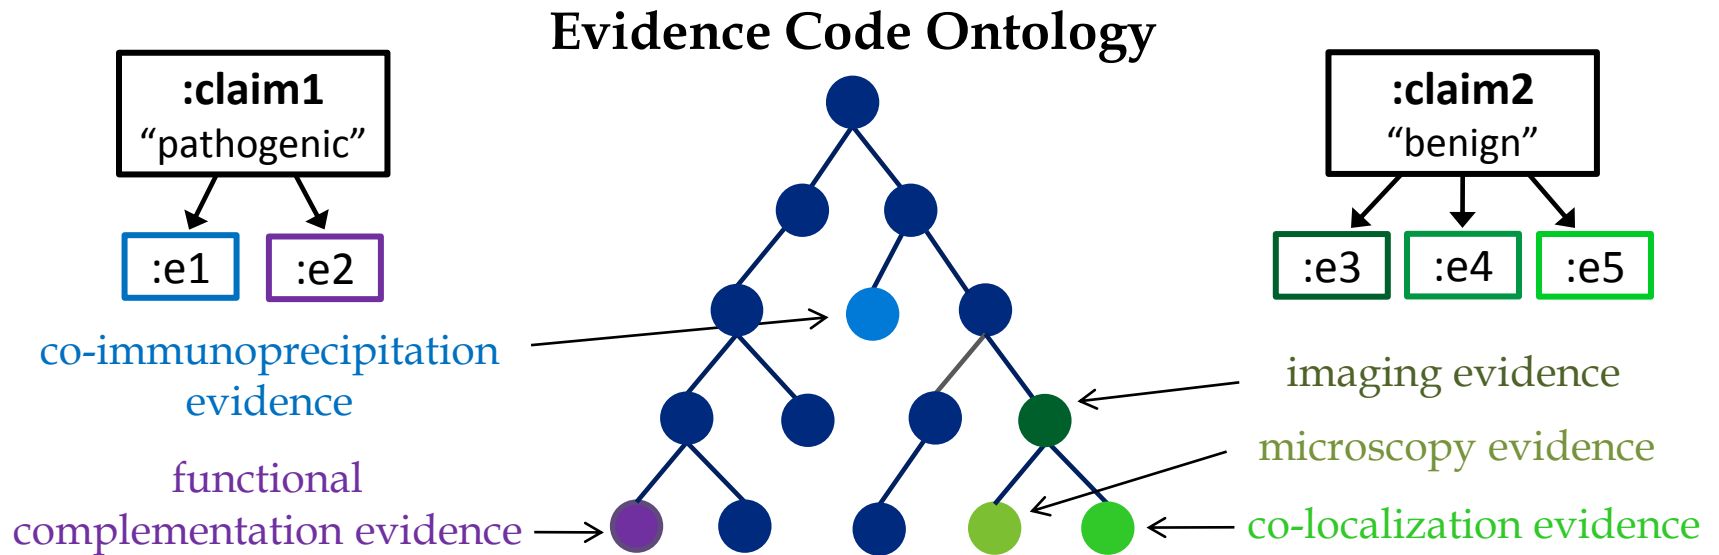 Evidence Code Ontology
:claim1
“pathogenic”
:e1
:e2
co-immunoprecipitation
evidence
functional
complementation evidence
:claim2
“benign”
:e3
:e4
:e5
imaging evidence
microscopy evidence
co-localization evidence